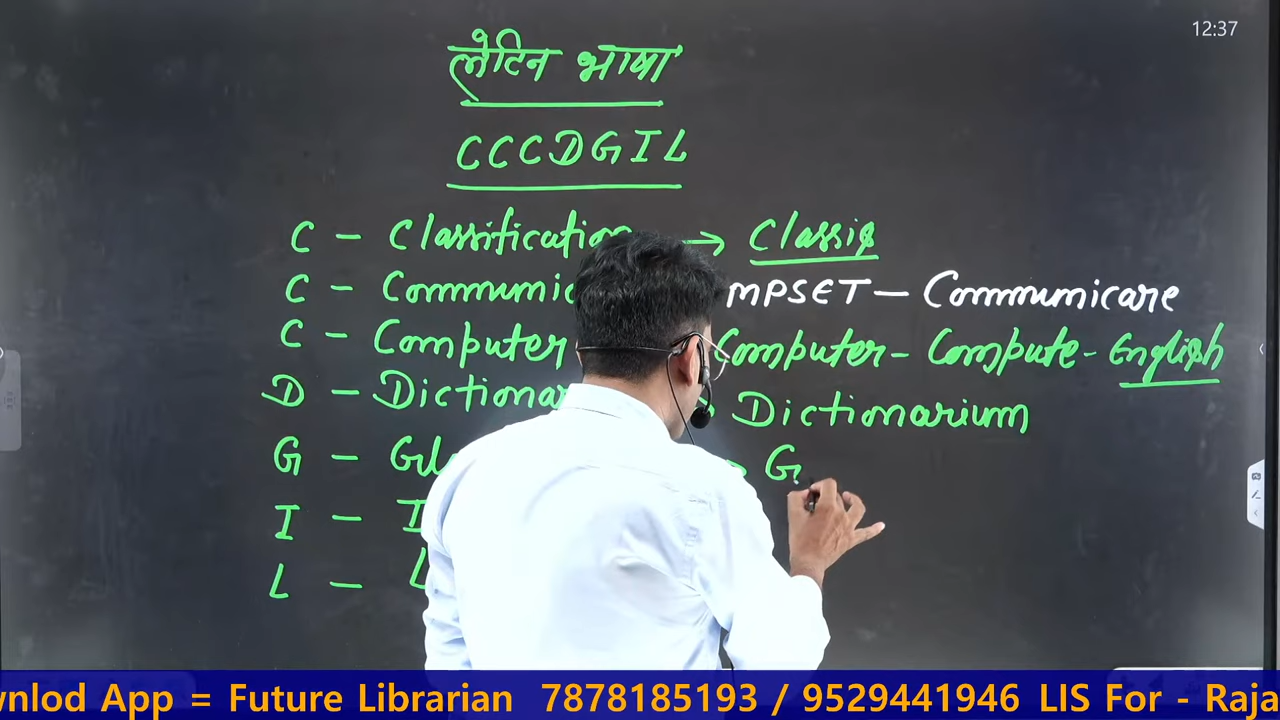 12:37
लेटिन भाषा
CCCDGIL
C - Classification → Classis
C - Communic MPSET - Communicare
C - Computer Computer - Compute - English
D - Dictionar → Dictionarium
G - Gl → G
I - I
L - L
wnlod App = Future Librarian 7878185193 / 9529441946 LIS For - Raja